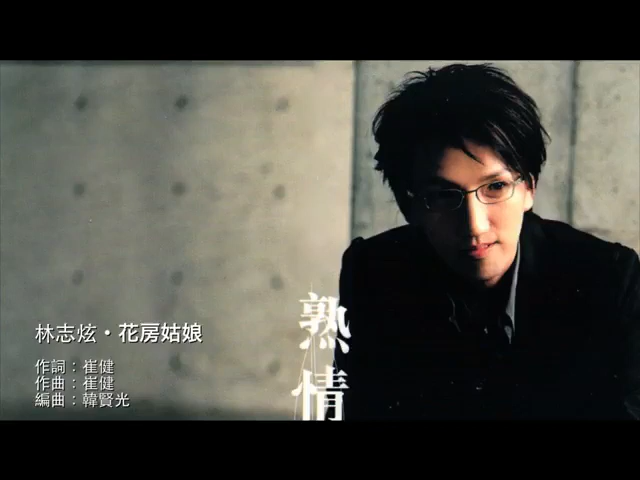 熟情
林志炫・花房姑娘
作詞：崔健
作曲：崔健
編曲：韓賢光